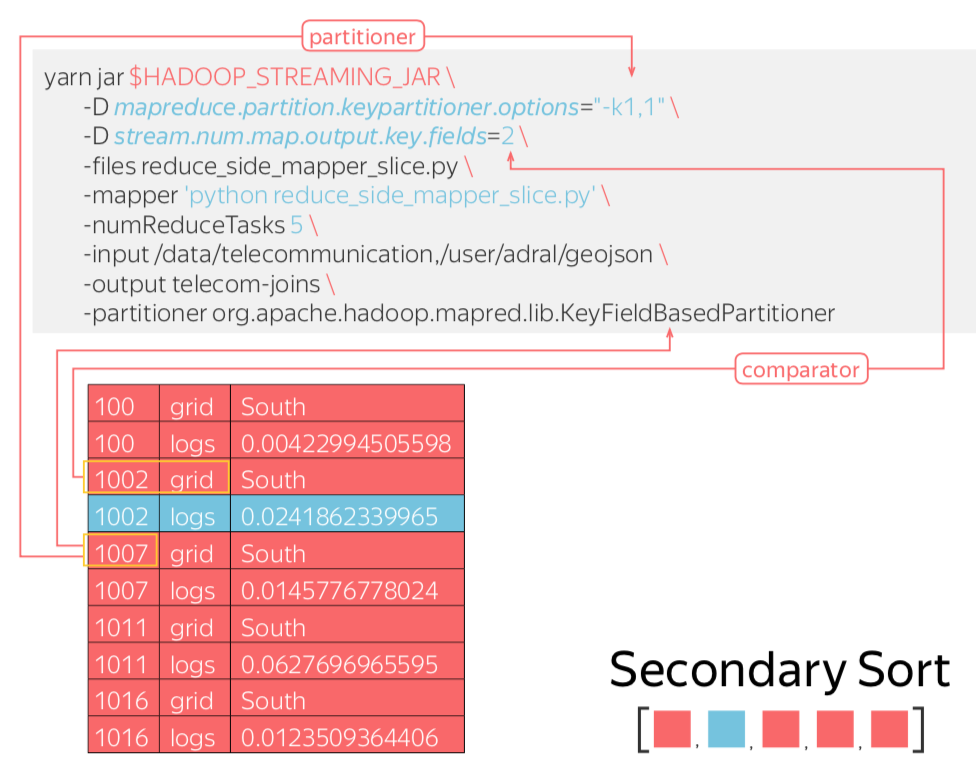 partitioner
yarn jar $HADOOP_STREAMING_JAR \
-D mapreduce.partition.keypartitioner.options="-k1,1" \
-D stream.num.map.output.key.fields=2 \
-files reduce_side_mapper_slice.py \
-mapper 'python reduce_side_mapper_slice.py' \
-numReduceTasks 5 \
-input /data/telecommunication,/user/adral/geojson \
-output telecom-joins \
-partitioner org.apache.hadoop.mapred.lib.KeyFieldBasedPartitioner
comparator
100 grid South
100 logs 0.00422994505598
1002 grid South
1002 logs 0.0241862339965
1007 grid South
1007 logs 0.0145776778024
1011 grid South
1011 logs 0.0627696965595
1016 grid South
1016 logs 0.0123509364406
Secondary Sort
[ , , , , ]